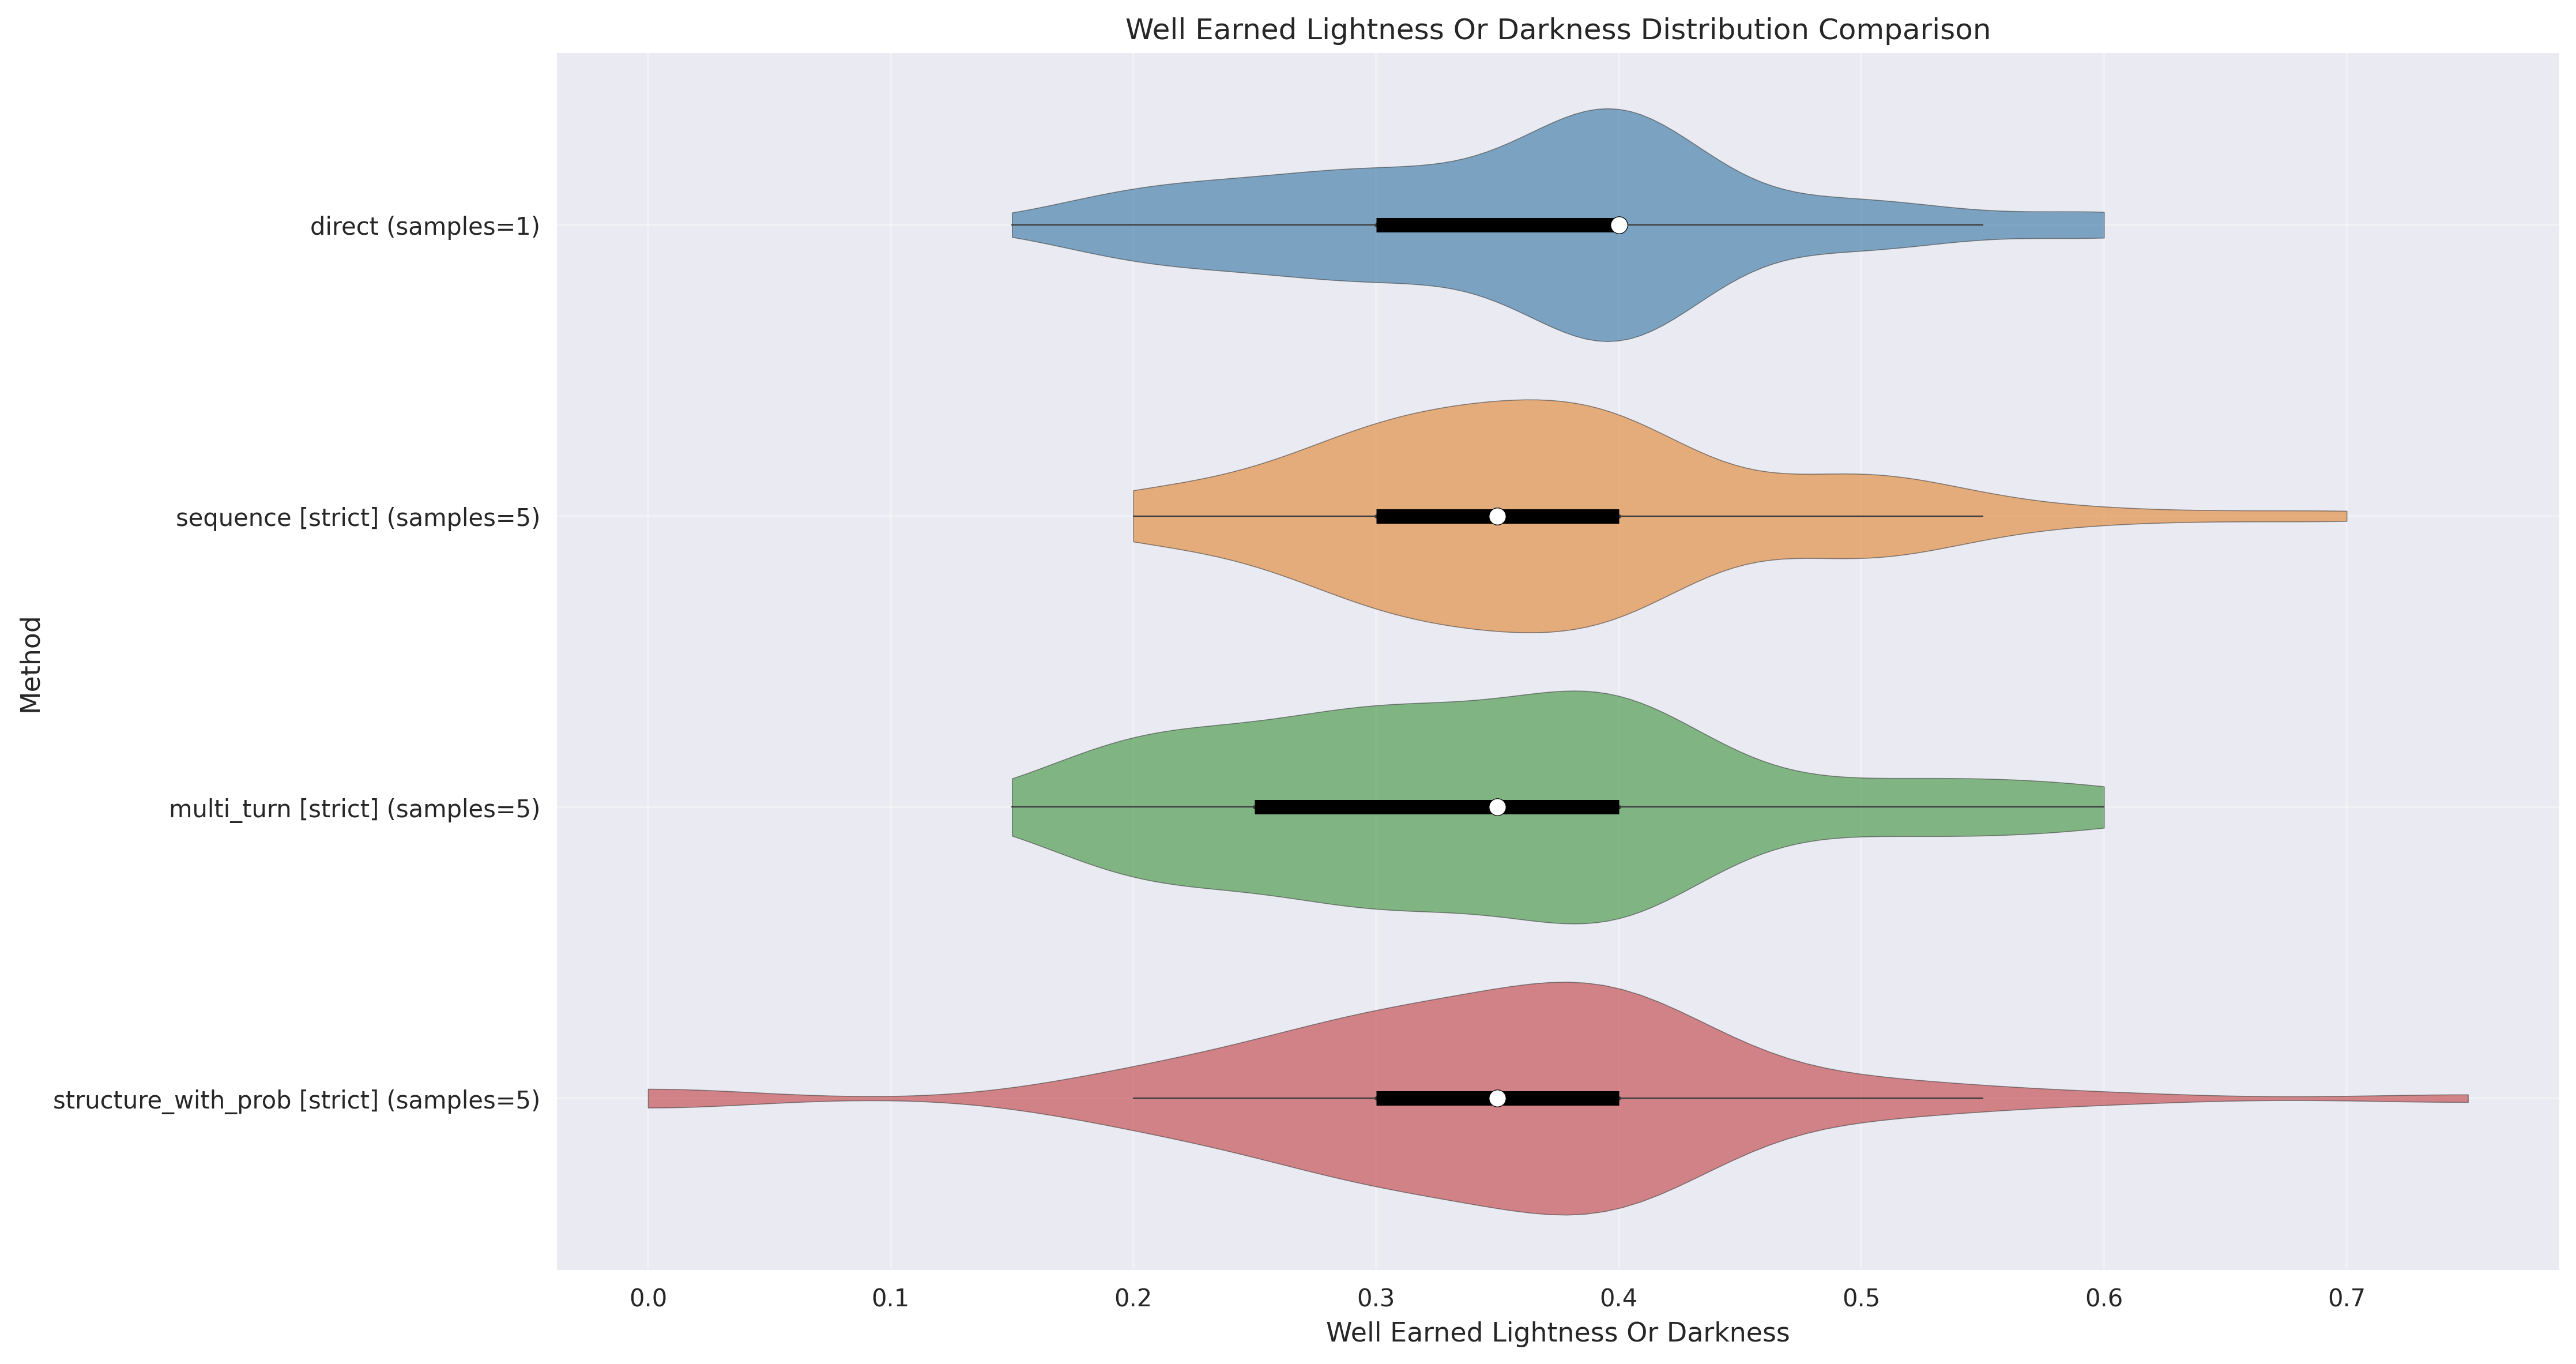 Well Earned Lightness Or Darkness Distribution Comparison
direct (samples=1)
sequence [strict] (samples=5)
multi_turn [strict] (samples=5)
structure_with_prob [strict] (samples=5)
Method
0.0 0.1 0.2 0.3 0.4 0.5 0.6 0.7
Well Earned Lightness Or Darkness